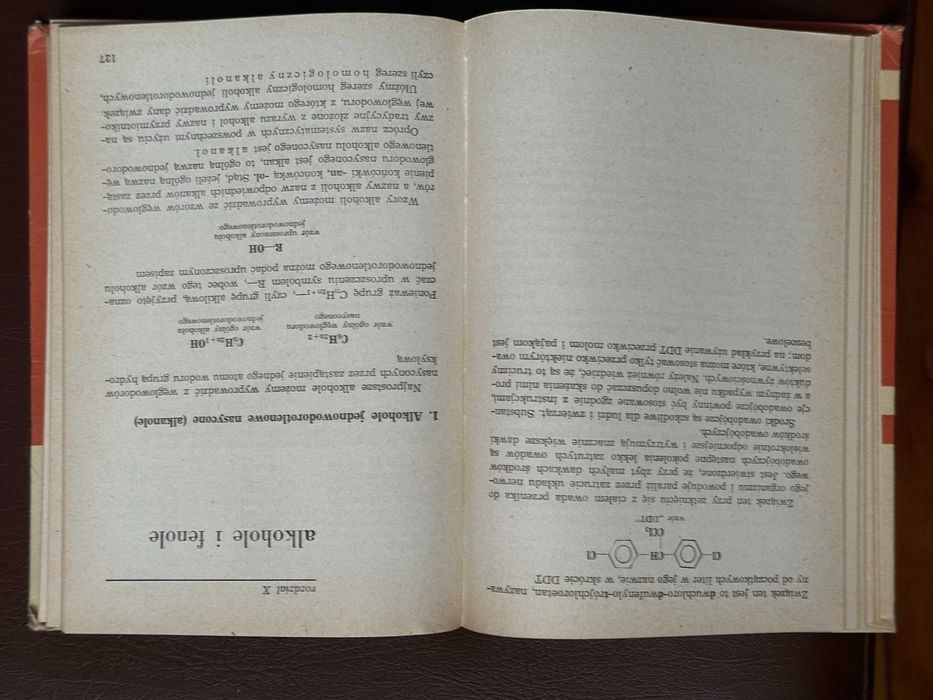 Związek ten jest to dwuchloro-dwufenylo-trójchloroetan, nazywa-
ny od początkowych liter w jego nazwie, w skrócie DDT
Cl— —CH— —Cl
CCl₃
wzór „DDT”
Związek ten przy zetknięciu się z ciałem owada przenika do
jego organizmu i powoduje paraliż przez zatrucie układu nerwo-
wego. Jest stwierdzone, że przy zbyt małych dawkach środków
owadobójczych następne pokolenia lekko zatrutych owadów są
wielokrotnie odporniejsze i wytrzymują znacznie większe dawki
środków owadobójczych.
Środki owadobójcze są szkodliwe dla ludzi i zwierząt. Substan-
cje owadobójcze powinny być stosowane zgodnie z instrukcjami,
a w żadnym wypadku nie wolno dopuszczać do skażenia nimi pro-
duktów żywnościowych. Należy również wiedzieć, że są to trucizny
selektywne, które można stosować tylko przeciwko niektórym owa-
dom; na przykład używanie DDT przeciwko molom i pająkom jest
bezcelowe.
rozdział X
alkohole i fenole
1. Alkohole jednowodorotlenowe nasycone (alkanole)
Najprostsze alkohole możemy wyprowadzić z węglowodorów
nasyconych przez zastąpienie jednego atomu wodoru grupą hydro-
ksylową
CₙH₂ₙ₊₂ CₙH₂ₙ₊₁OH
wzór ogólny węglowodoru wzór ogólny alkoholu
nasyconego jednowodorotlenowego
Ponieważ grupę CₙH₂ₙ₊₁—, czyli grupę alkilową, przyjęto ozna-
czać w uproszczeniu symbolem R—, wobec tego wzór alkoholu
jednowodorotlenowego można podać uproszczonym zapisem
R—OH
wzór uproszczony alkoholu
jednowodorotlenowego
Wzory alkoholi możemy wyprowadzić ze wzorów węglowodo-
rów, a nazwy alkoholi z nazw odpowiednich alkanów przez zastą-
pienie końcówki -an, końcówką -ol. Stąd, jeżeli ogólną nazwą wę-
glowodoru nasyconego jest alkan, to ogólną nazwą jednowodoro-
tlenowego alkoholu nasyconego jest alkanol.
Oprócz nazw systematycznych w powszechnym użyciu są na-
zwy tradycyjne złożone z wyrazu alkohol i nazwy przymiotniko-
wej węglowodoru, z którego możemy wyprowadzić dany związek.
Ułóżmy szereg homologiczny alkoholi jednowodorotlenowych,
czyli szereg homologiczny alkanoli
127